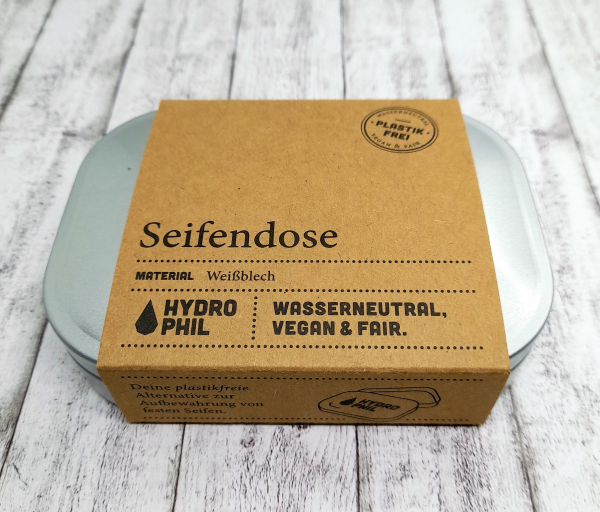 WASSERNEUTRAL
PLASTIK
FREI
VEGAN & FAIR
Seifendose
MATERIAL Weißblech
HYDRO
PHIL
WASSERNEUTRAL,
VEGAN & FAIR.
Deine plastikfreie
Alternative zur
Aufbewahrung von
festen Seifen.
HYDRO
PHIL